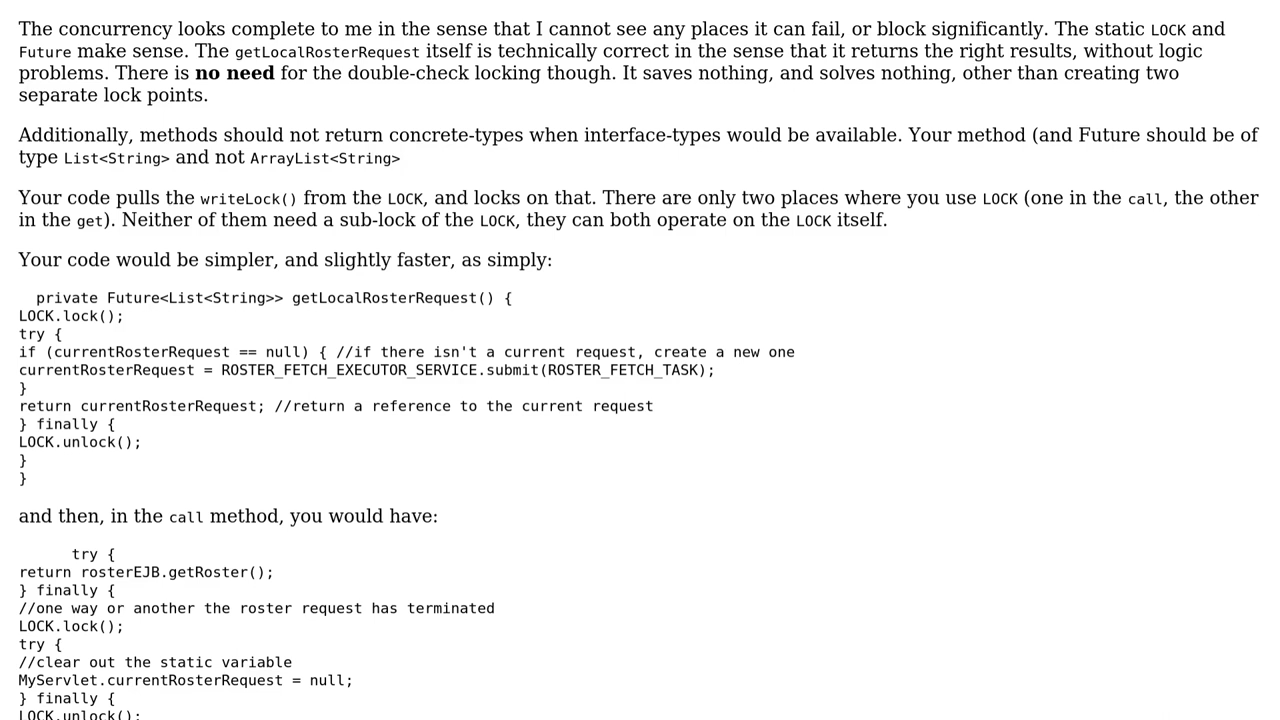 The concurrency looks complete to me in the sense that I cannot see any places it can fail, or block significantly. The static LOCK and
Future make sense. The getLocalRosterRequest itself is technically correct in the sense that it returns the right results, without logic
problems. There is no need for the double-check locking though. It saves nothing, and solves nothing, other than creating two
separate lock points.
Additionally, methods should not return concrete-types when interface-types would be available. Your method (and Future should be of
type List<String> and not ArrayList<String>
Your code pulls the writeLock() from the LOCK, and locks on that. There are only two places where you use LOCK (one in the call, the other
in the get). Neither of them need a sub-lock of the LOCK, they can both operate on the LOCK itself.
Your code would be simpler, and slightly faster, as simply:
private Future<List<String>> getLocalRosterRequest() {
LOCK.lock();
try {
if (currentRosterRequest == null) { //if there isn't a current request, create a new one
currentRosterRequest = ROSTER_FETCH_EXECUTOR_SERVICE.submit(ROSTER_FETCH_TASK);
}
return currentRosterRequest; //return a reference to the current request
} finally {
LOCK.unlock();
}
}
and then, in the call method, you would have:
try {
return rosterEJB.getRoster();
} finally {
//one way or another the roster request has terminated
LOCK.lock();
try {
//clear out the static variable
MyServlet.currentRosterRequest = null;
} finally {
LOCK.unlock();